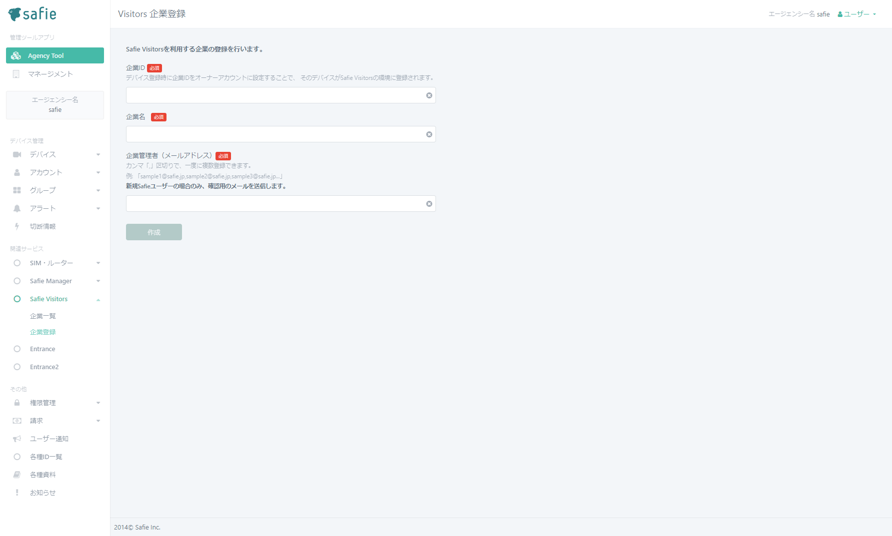 safie
管理ツールアプリ
Agency Tool
マネージメント
エージェンシー名
safie
デバイス管理
デバイス
アカウント
グループ
アラート
切断情報
関連サービス
SIM・ルーター
Safie Manager
Safie Visitors
企業一覧
企業登録
Entrance
Entrance2
その他
権限管理
請求
ユーザー通知
各種ID一覧
各種資料
お知らせ
Visitors 企業登録
エージェンシー名 safie
ユーザー
Safie Visitorsを利用する企業の登録を行います。
企業ID 必須
デバイス登録時に企業IDをオーナーアカウントに設定することで、そのデバイスがSafie Visitorsの環境に登録されます。
企業名 必須
企業管理者（メールアドレス） 必須
カンマ「,」区切りで、一度に複数登録できます。
例: 「sample1@safie.jp,sample2@safie.jp,sample3@safie.jp ...」
新規Safieユーザーの場合のみ、確認用のメールを送信します。
作成
2014© Safie Inc.